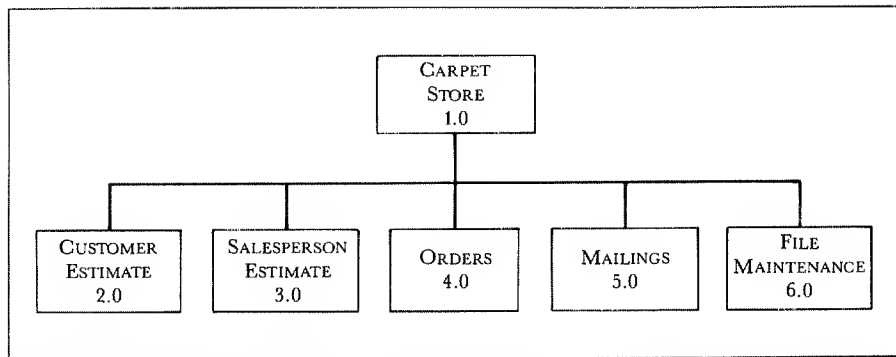 CARPET
STORE
1.0
CUSTOMER
ESTIMATE
2.0
SALESPERSON
ESTIMATE
3.0
ORDERS
4.0
MAILINGS
5.0
FILE
MAINTENANCE
6.0